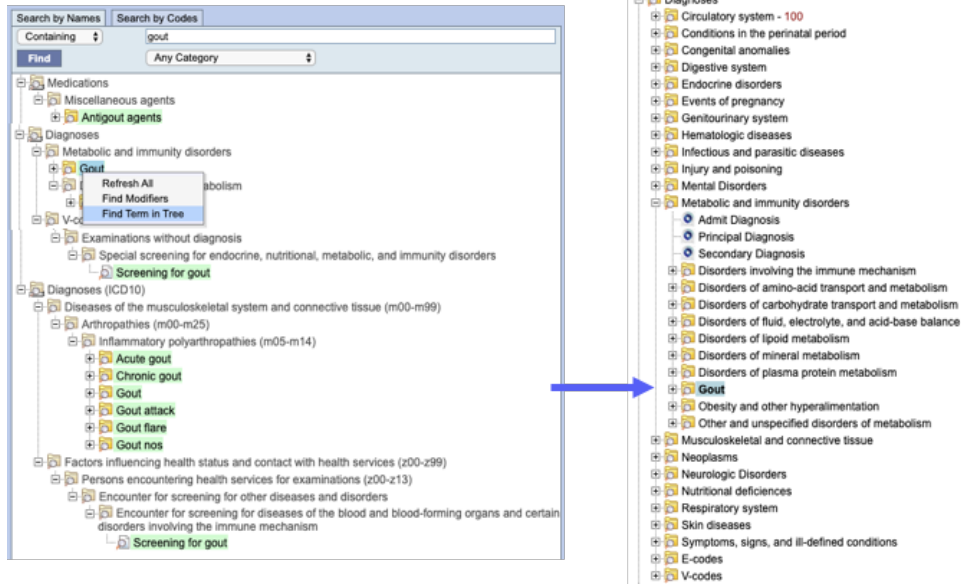 Search by Names
Search by Codes
Containing
gout
Find
Any Category
Medications
Miscellaneous agents
Antigout agents
Diagnoses
Metabolic and immunity disorders
Gout
Refresh All
abolism
Find Modifiers
Find Term in Tree
V-co
Examinations without diagnosis
Special screening for endocrine, nutritional, metabolic, and immunity disorders
Screening for gout
Diagnoses (ICD10)
Diseases of the musculoskeletal system and connective tissue (m00-m99)
Arthropathies (m00-m25)
Inflammatory polyarthropathies (m05-m14)
Acute gout
Chronic gout
Gout
Gout attack
Gout flare
Gout nos
Factors influencing health status and contact with health services (z00-z99)
Persons encountering health services for examinations (z00-z13)
Encounter for screening for other diseases and disorders
Encounter for screening for diseases of the blood and blood-forming organs and certain
disorders involving the immune mechanism
Screening for gout
Diagnoses
Circulatory system - 100
Conditions in the perinatal period
Congenital anomalies
Digestive system
Endocrine disorders
Events of pregnancy
Genitourinary system
Hematologic diseases
Infectious and parasitic diseases
Injury and poisoning
Mental Disorders
Metabolic and immunity disorders
Admit Diagnosis
Principal Diagnosis
Secondary Diagnosis
Disorders involving the immune mechanism
Disorders of amino-acid transport and metabolism
Disorders of carbohydrate transport and metabolism
Disorders of fluid, electrolyte, and acid-base balance
Disorders of lipoid metabolism
Disorders of mineral metabolism
Disorders of plasma protein metabolism
Gout
Obesity and other hyperalimentation
Other and unspecified disorders of metabolism
Musculoskeletal and connective tissue
Neoplasms
Neurologic Disorders
Nutritional deficiences
Respiratory system
Skin diseases
Symptoms, signs, and ill-defined conditions
E-codes
V-codes